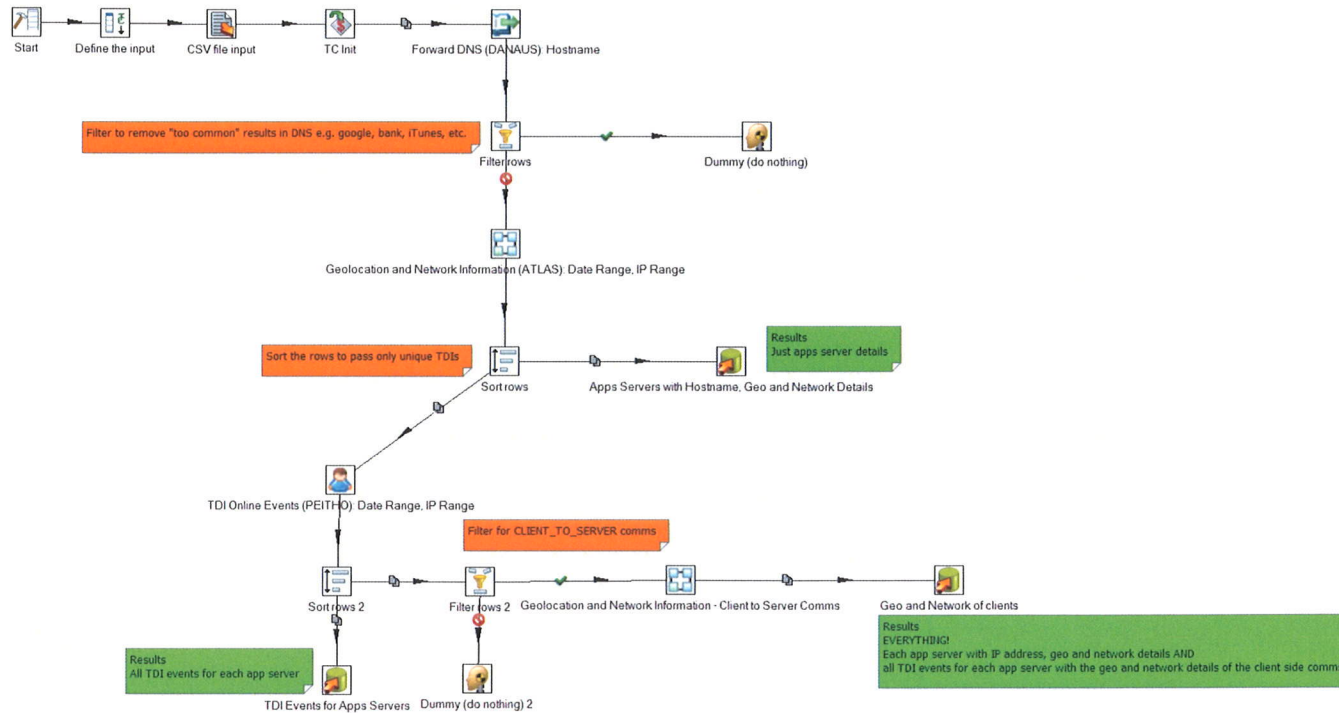 Start
Define the input
CSV file input
TC Init
Forward DNS (DANAUS) Hostname
Filter to remove "too common" results in DNS e.g. google, bank, iTunes, etc.
Filter rows
Dummy (do nothing)
Geolocation and Network Information (ATLAS) Date Range, IP Range
Sort the rows to pass only unique TDIs
Sort rows
Apps Servers with Hostname, Geo and Network Details
Results
Just apps server details
TDI Online Events (PEITHO) Date Range, IP Range
Filter for CLIENT_TO_SERVER comms
Sort rows 2
Filter rows 2
Geolocation and Network Information - Client to Server Comms
Geo and Network of clients
Results
EVERYTHING!
Each app server with IP address, geo and network details AND
all TDI events for each app server with the geo and network details of the client side comm
Results
All TDI events for each app server
TDI Events for Apps Servers
Dummy (do nothing) 2